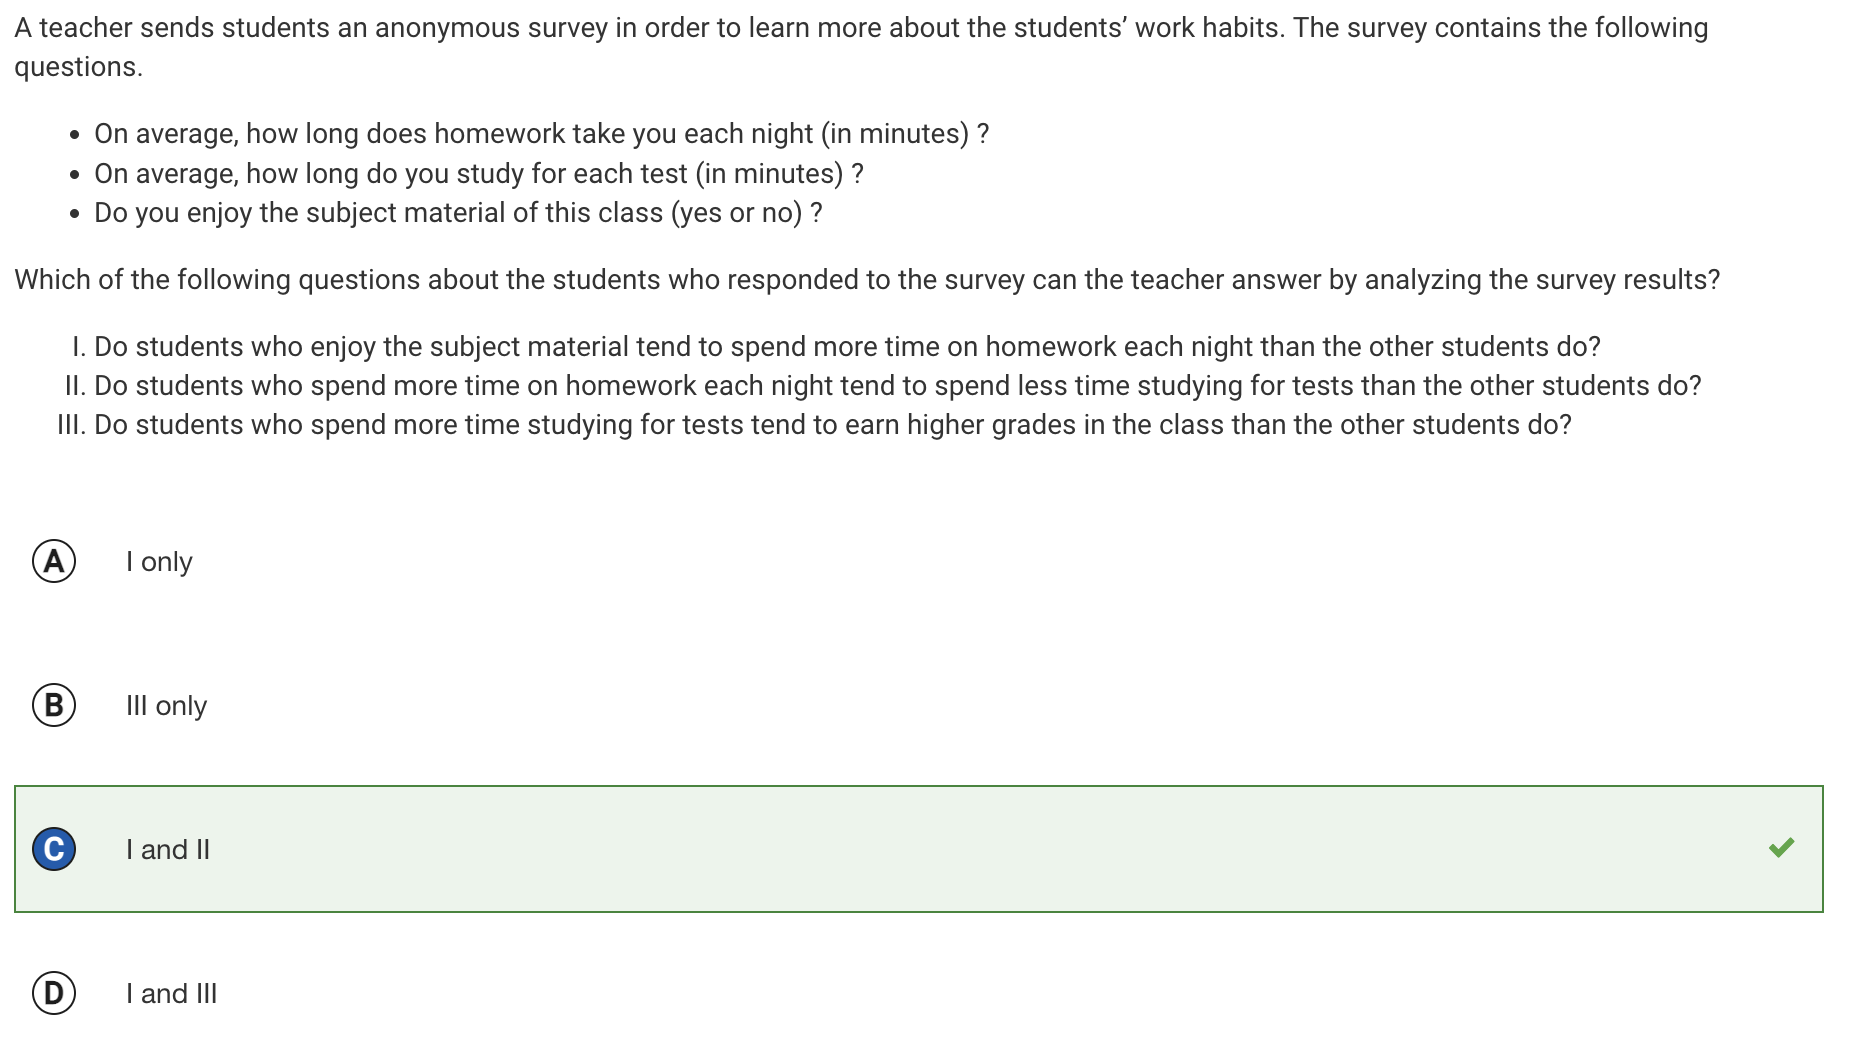 A teacher sends students an anonymous survey in order to learn more about the students’ work habits. The survey contains the following
questions.
• On average, how long does homework take you each night (in minutes) ?
• On average, how long do you study for each test (in minutes) ?
• Do you enjoy the subject material of this class (yes or no) ?
Which of the following questions about the students who responded to the survey can the teacher answer by analyzing the survey results?
I. Do students who enjoy the subject material tend to spend more time on homework each night than the other students do?
II. Do students who spend more time on homework each night tend to spend less time studying for tests than the other students do?
III. Do students who spend more time studying for tests tend to earn higher grades in the class than the other students do?
A I only
B III only
C I and II
D I and III